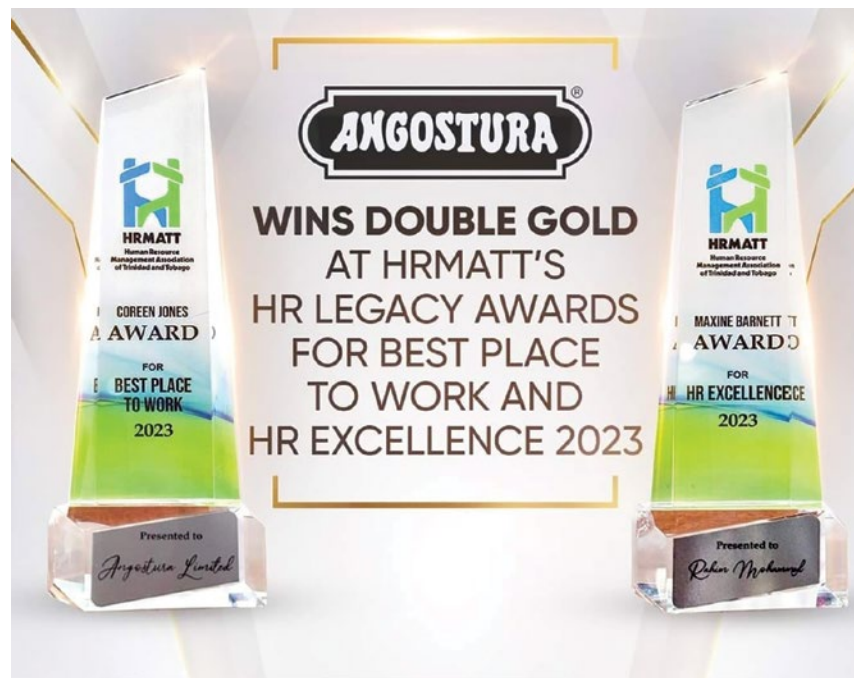 ANGOSTURA®
WINS DOUBLE GOLD
AT HRMATT'S
HR LEGACY AWARDS
FOR BEST PLACE
TO WORK AND
HR EXCELLENCE 2023
HRMATT
Human Resource
Management Association
of Trinidad and Tobago
COREEN JONES
AWARD
FOR
BEST PLACE
TO WORK
2023
Presented to
Angostura Limited
HRMATT
Human Resource
Management Association
of Trinidad and Tobago
MAXINE BARNETT
AWARD
FOR
HR EXCELLENCE
2023
Presented to
Rahim Mohammed